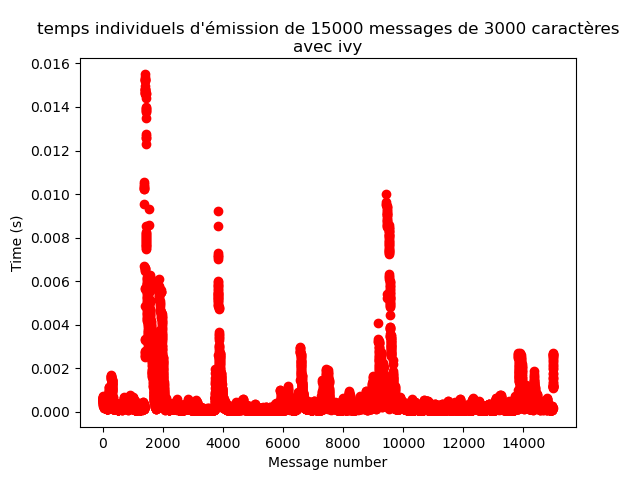 temps individuels d'émission de 15000 messages de 3000 caractères
avec ivy
0.016
0.014
0.012
0.010
0.008
0.006
0.004
0.002
0.000
Time (s)
0 2000 4000 6000 8000 10000 12000 14000
Message number